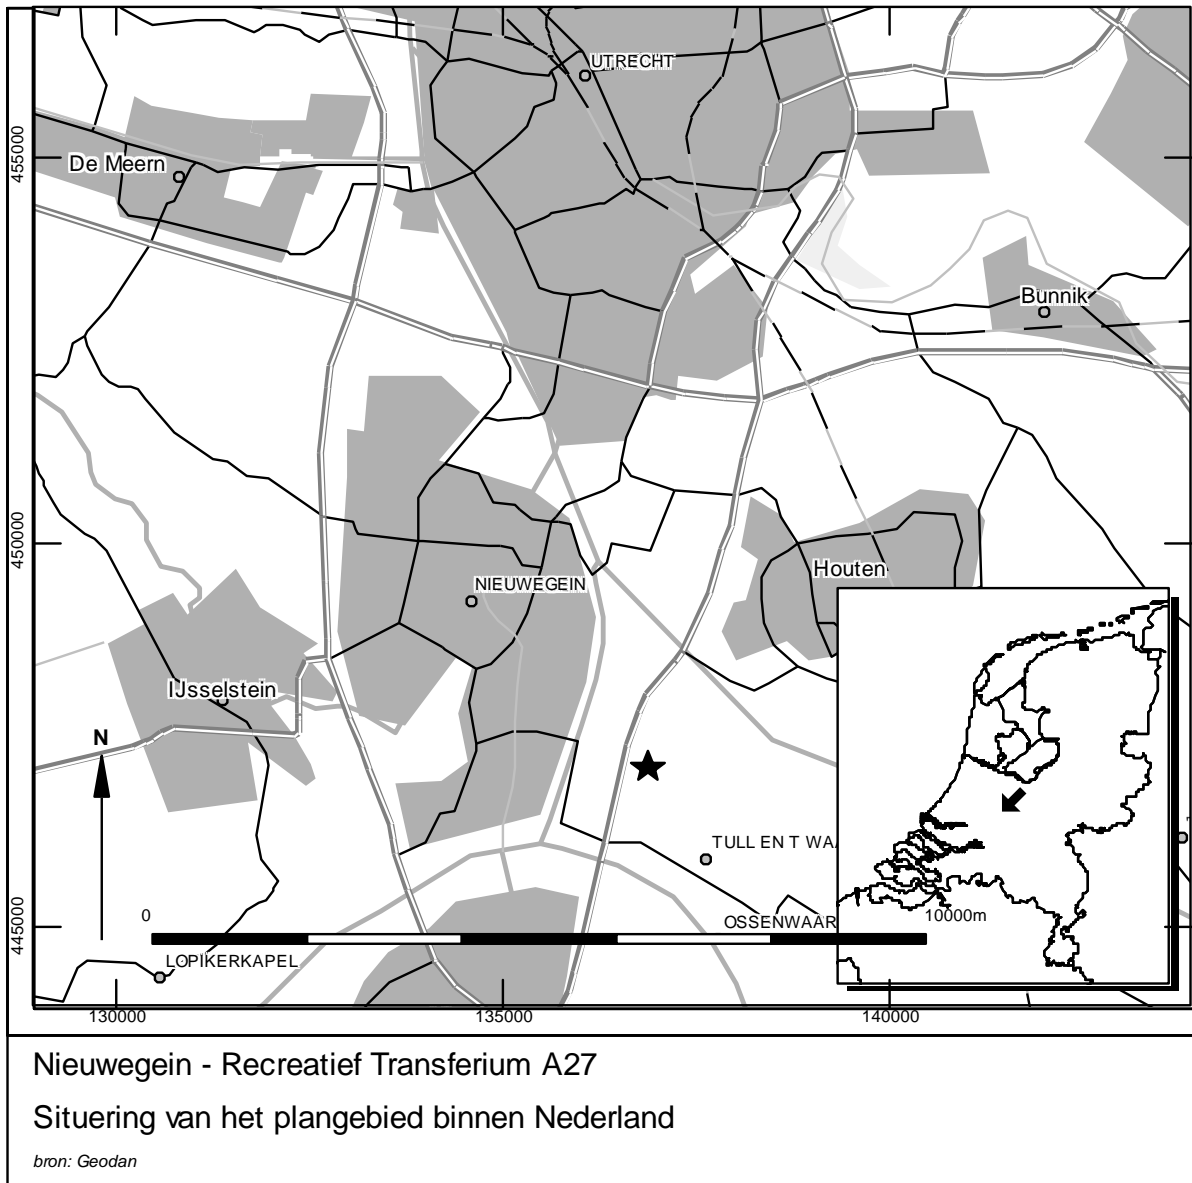 UTRECHT
455000
De Meern
Bunnik
450000
Houten
NIEUWEGEIN
IJsselstein
N
TULL EN T WA
0
10000m
OSSENWAAR
445000
LOPIKERKAPEL
130000
135000
140000
Nieuwegein - Recreatief Transferium A27
Situering van het plangebied binnen Nederland
bron: Geodan